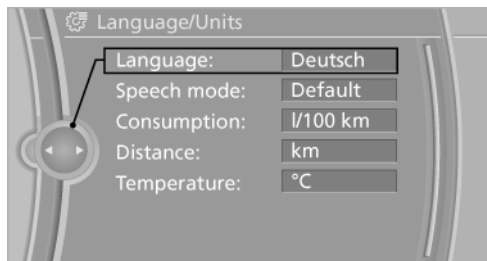 Language/Units
Language: Deutsch
Speech mode: Default
Consumption: l/100 km
Distance: km
Temperature: °C